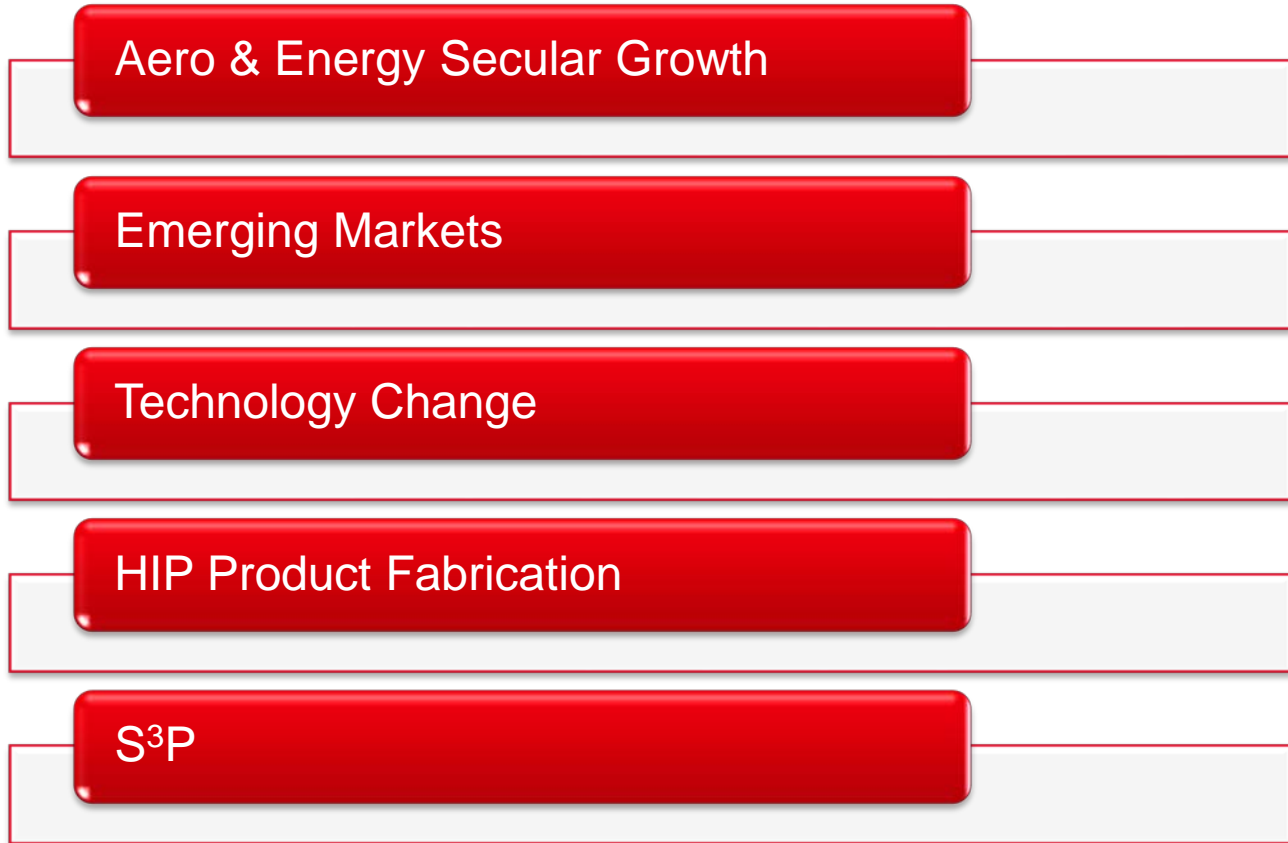 Aero & Energy Secular Growth
Emerging Markets
Technology Change
HIP Product Fabrication
S³P